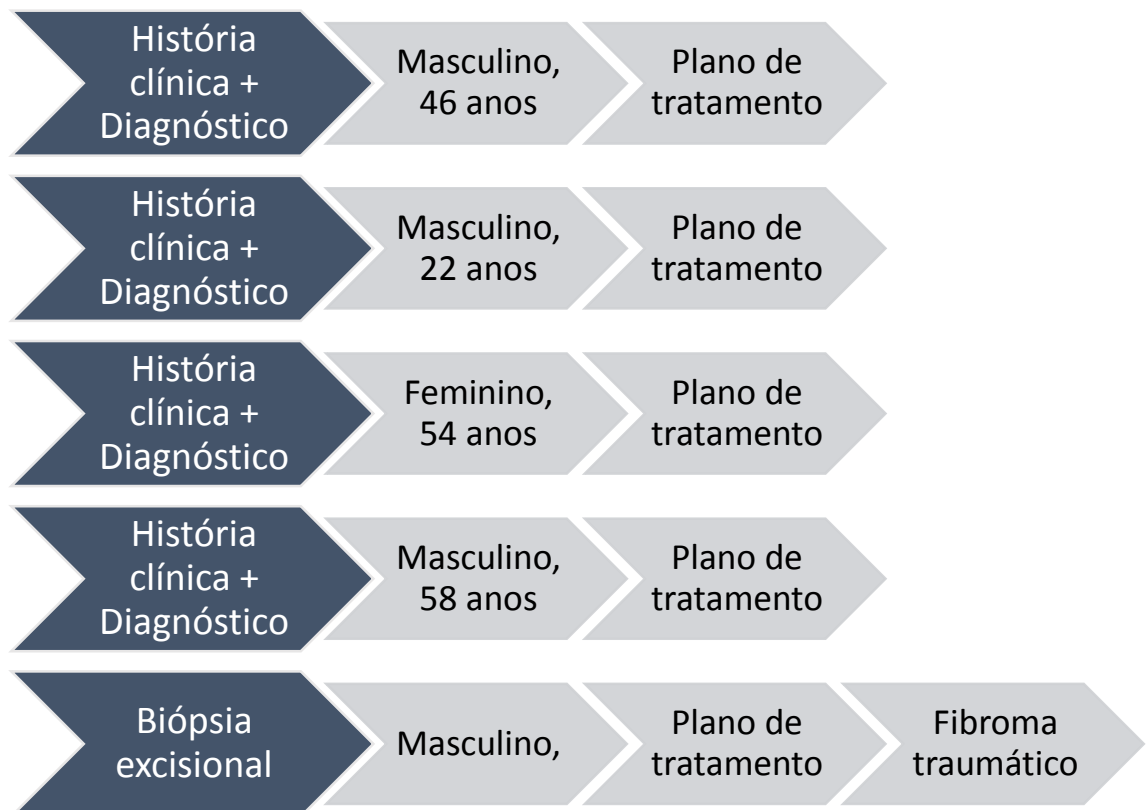 História
clínica +
Diagnóstico
Masculino,
46 anos
Plano de
tratamento
História
clínica +
Diagnóstico
Masculino,
22 anos
Plano de
tratamento
História
clínica +
Diagnóstico
Feminino,
54 anos
Plano de
tratamento
História
clínica +
Diagnóstico
Masculino,
58 anos
Plano de
tratamento
Biópsia
excisional
Masculino,
Plano de
tratamento
Fibroma
traumático